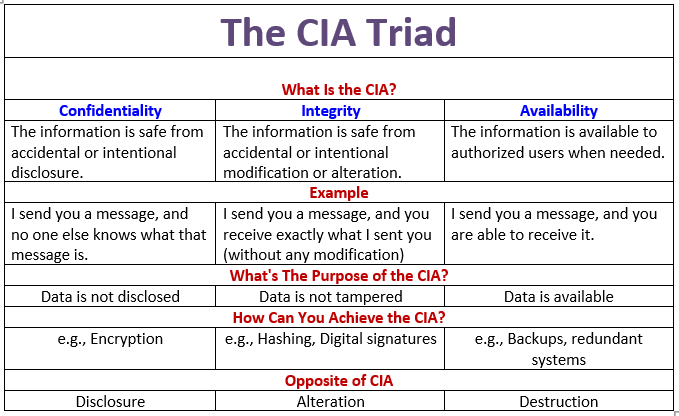 The CIA Triad
What Is the CIA?
Confidentiality
Integrity
Availability
The information is safe from
accidental or intentional
disclosure.
The information is safe from
accidental or intentional
modification or alteration.
The information is available to
authorized users when needed.
Example
I send you a message, and
no one else knows what that
message is.
I send you a message, and you
receive exactly what I sent you
(without any modification)
I send you a message, and you
are able to receive it.
What's The Purpose of the CIA?
Data is not disclosed
Data is not tampered
Data is available
How Can You Achieve the CIA?
e.g., Encryption
e.g., Hashing, Digital signatures
e.g., Backups, redundant
systems
Opposite of CIA
Disclosure
Alteration
Destruction